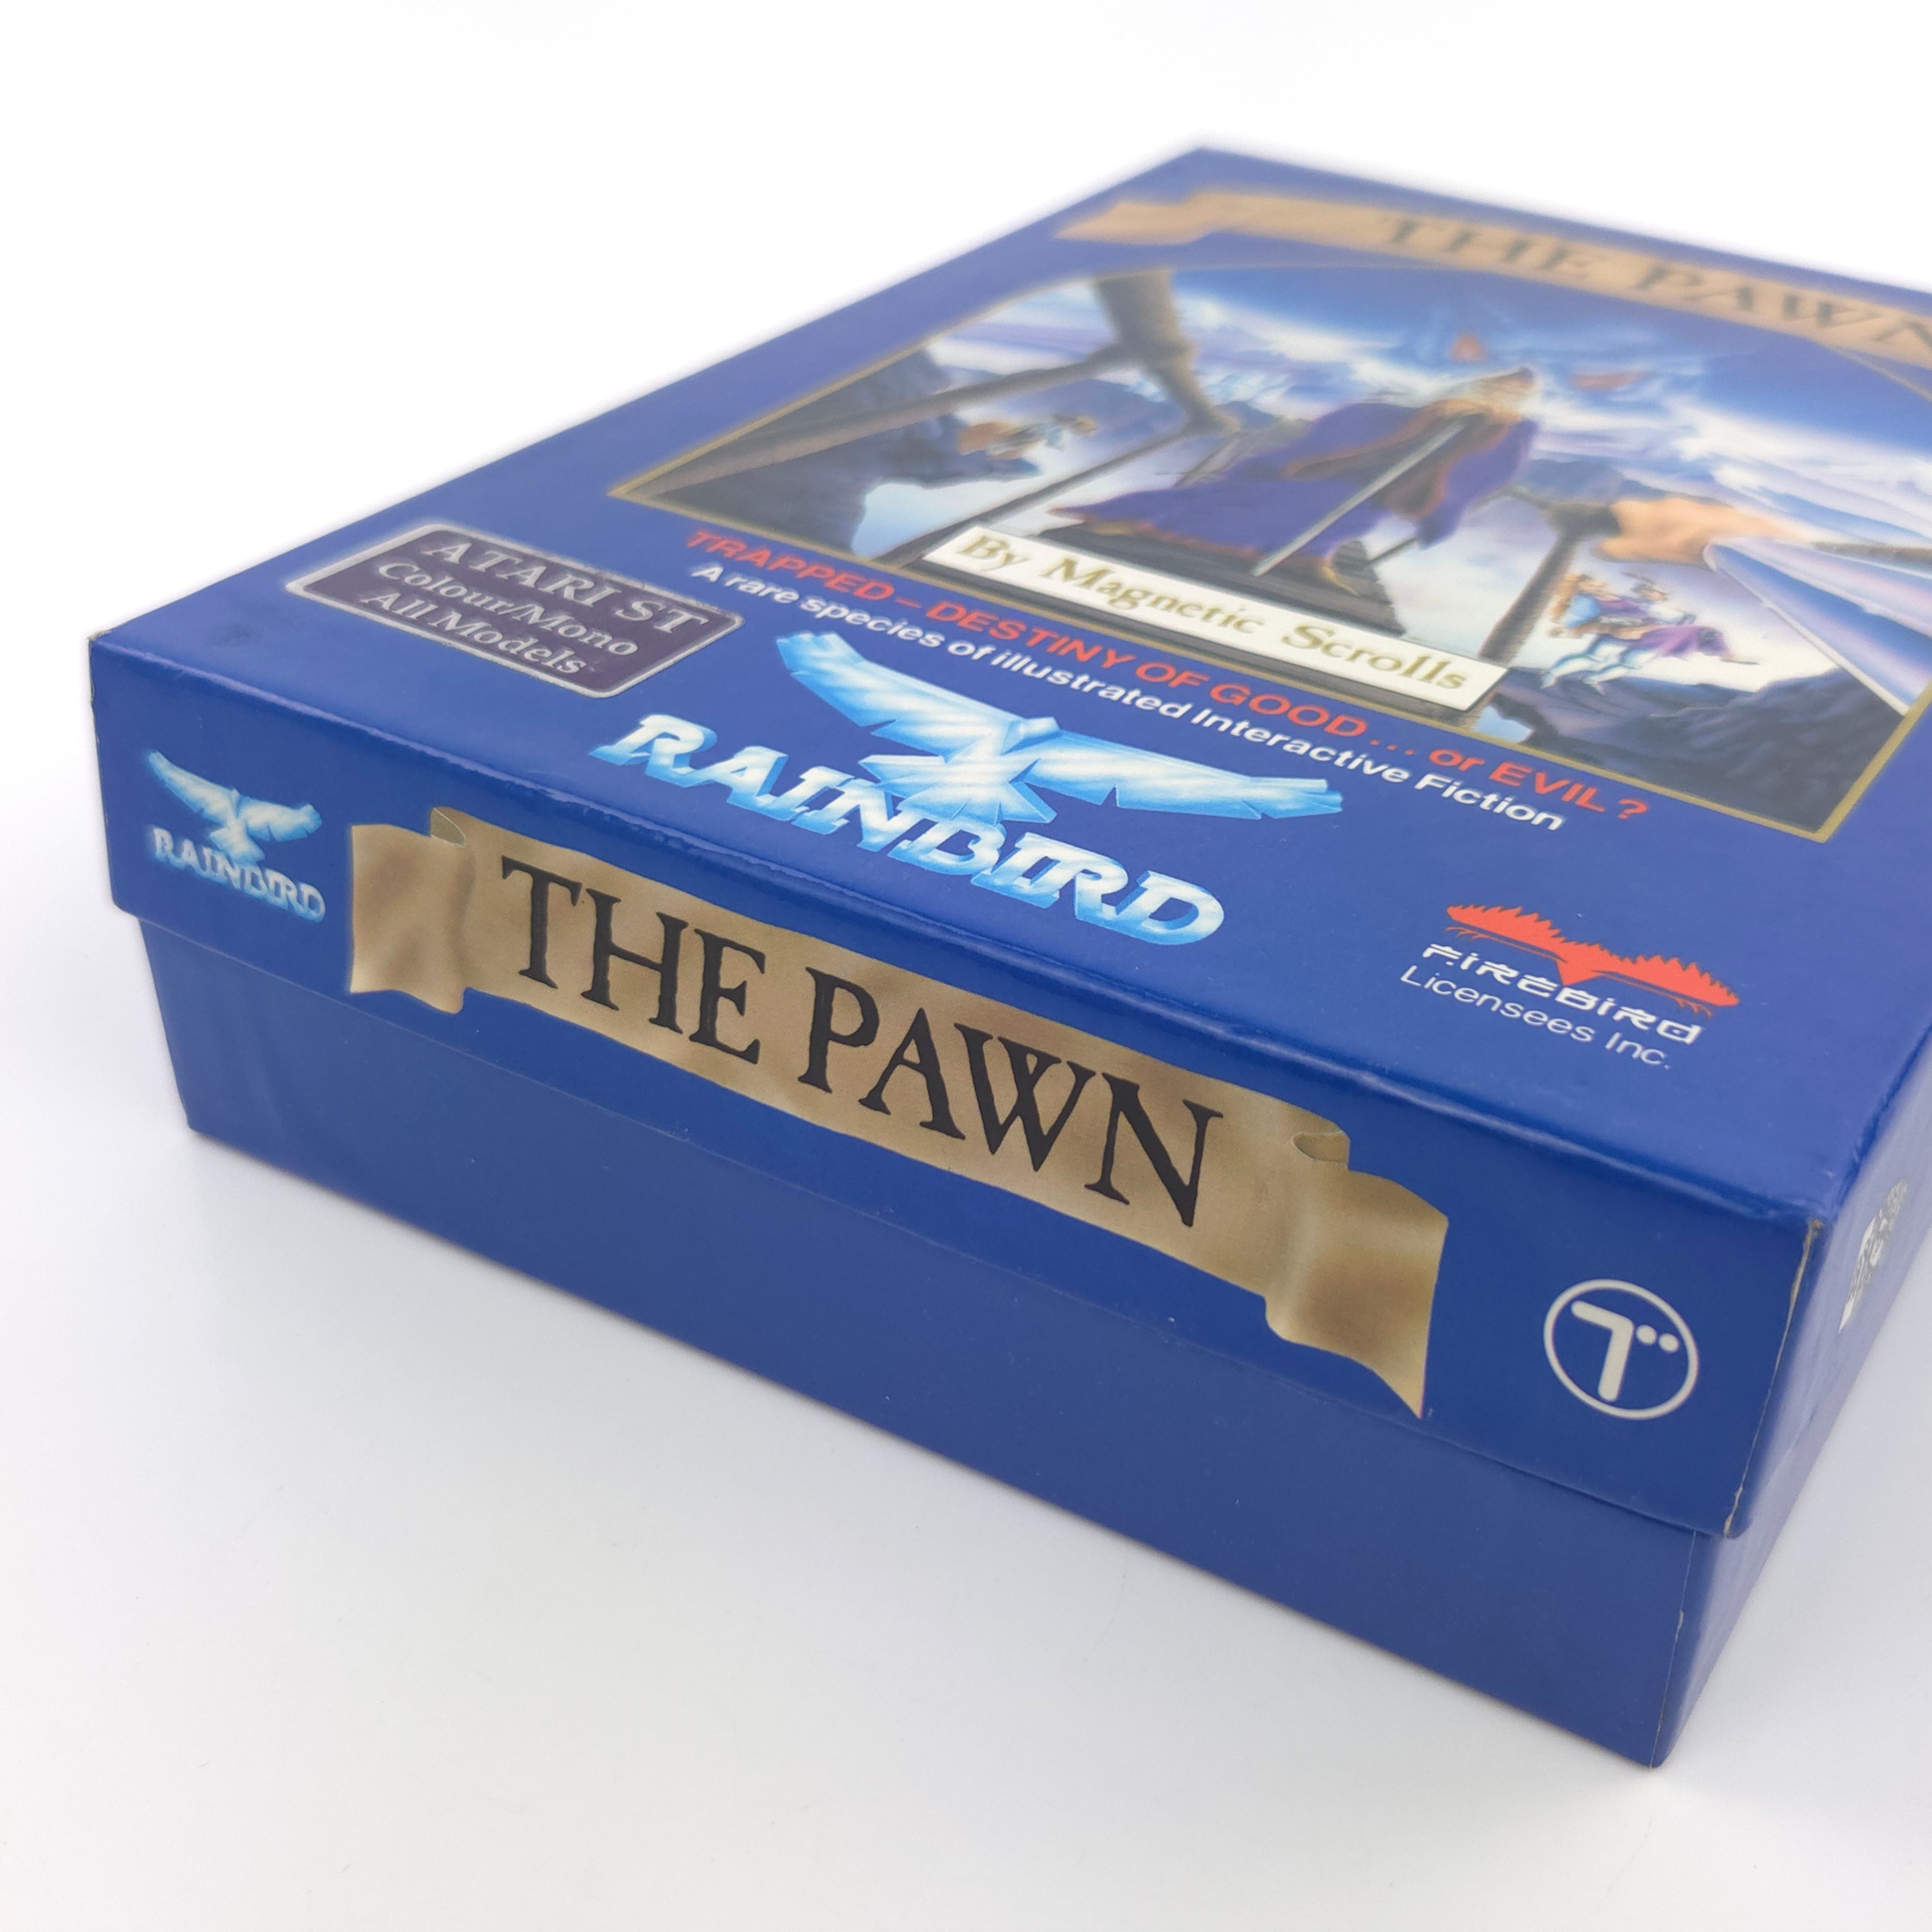 THE PAWN
By Magnetic Scrolls
TRAPPED – DESTINY OF GOOD... or EVIL?
A rare species of illustrated Interactive Fiction
ATARI ST
Colour/Mono
All Models
RAINBIRD
FIREBIRD
Licensees Inc.
RAINBIRD
THE PAWN
T